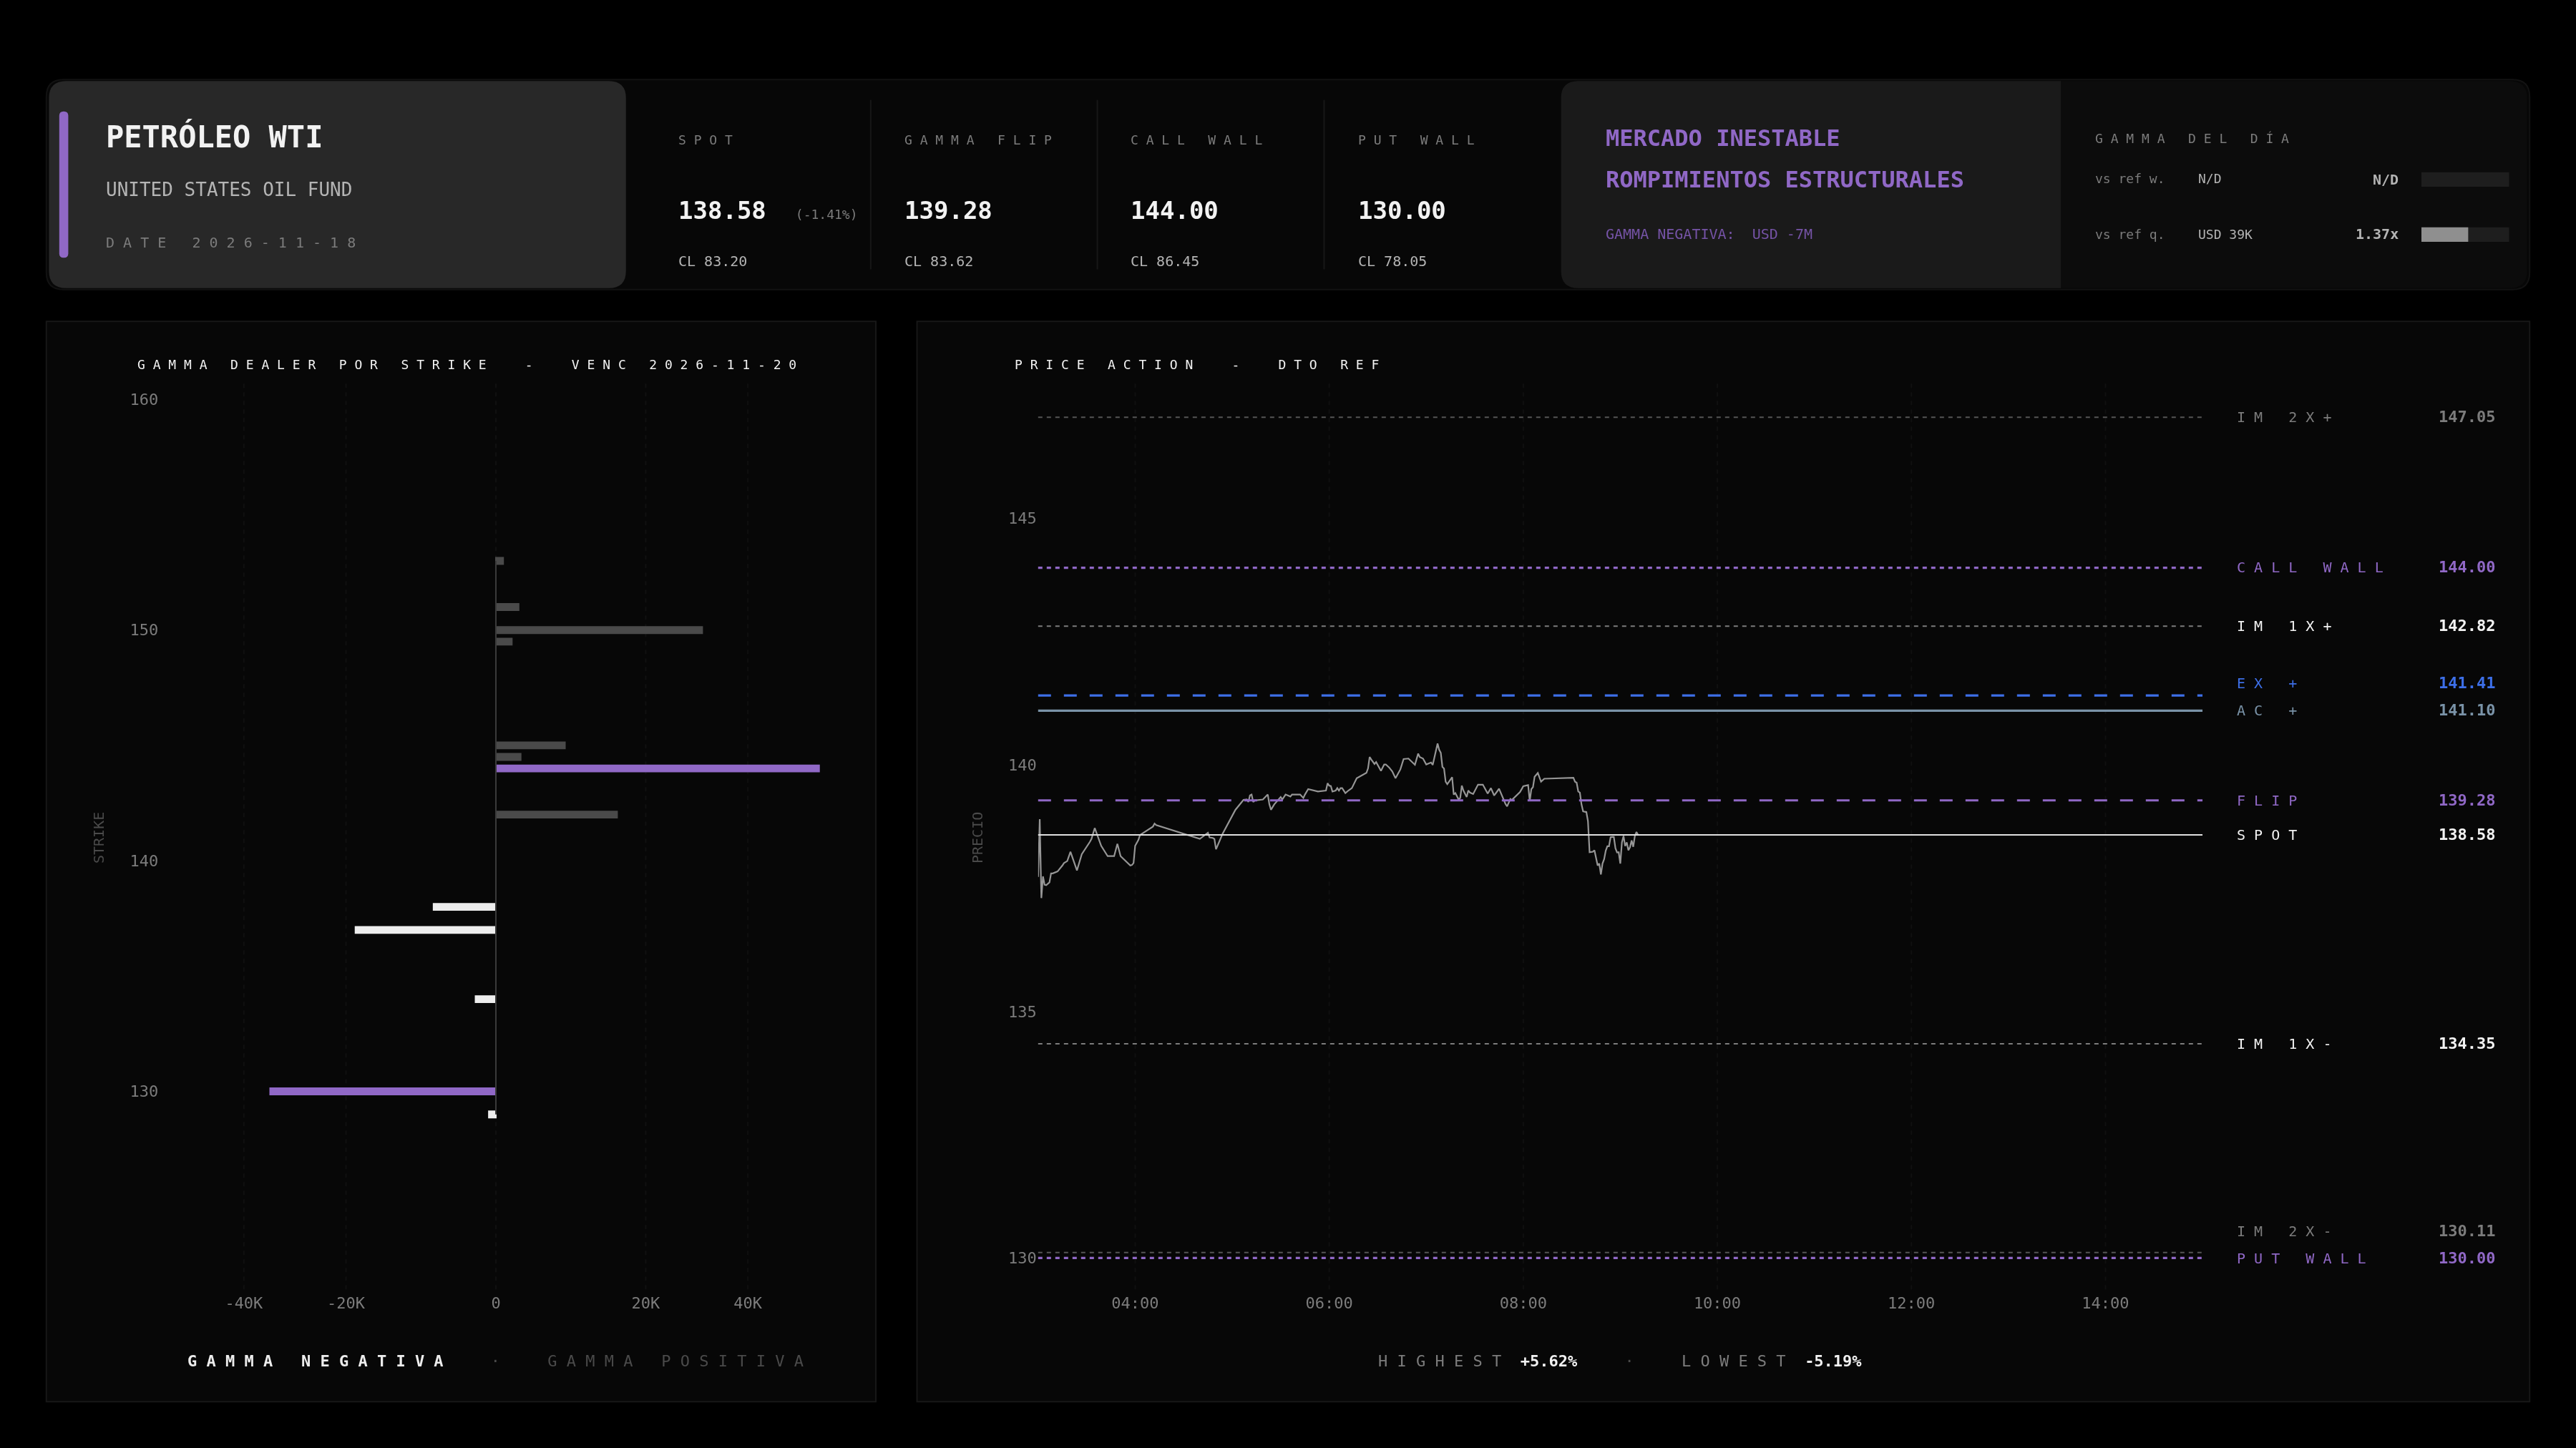 PETRÓLEO WTI
UNITED STATES OIL FUND
DATE 2026-11-18
SPOT
138.58 (-1.41%)
CL 83.20
GAMMA FLIP
139.28
CL 83.62
CALL WALL
144.00
CL 86.45
PUT WALL
130.00
CL 78.05
MERCADO INESTABLE
ROMPIMIENTOS ESTRUCTURALES
GAMMA NEGATIVA: USD -7M
GAMMA DEL DÍA
vs ref w. N/D N/D
vs ref q. USD 39K 1.37x
GAMMA DEALER POR STRIKE - VENC 2026-11-20
160
150
140
130
STRIKE
-40K -20K 0 20K 40K
GAMMA NEGATIVA · GAMMA POSITIVA
PRICE ACTION - DTO REF
145
140
135
130
PRECIO
IM 2X+ 147.05
CALL WALL 144.00
IM 1X+ 142.82
EX + 141.41
AC + 141.10
FLIP 139.28
SPOT 138.58
IM 1X- 134.35
IM 2X- 130.11
PUT WALL 130.00
04:00 06:00 08:00 10:00 12:00 14:00
HIGHEST +5.62% · LOWEST -5.19%